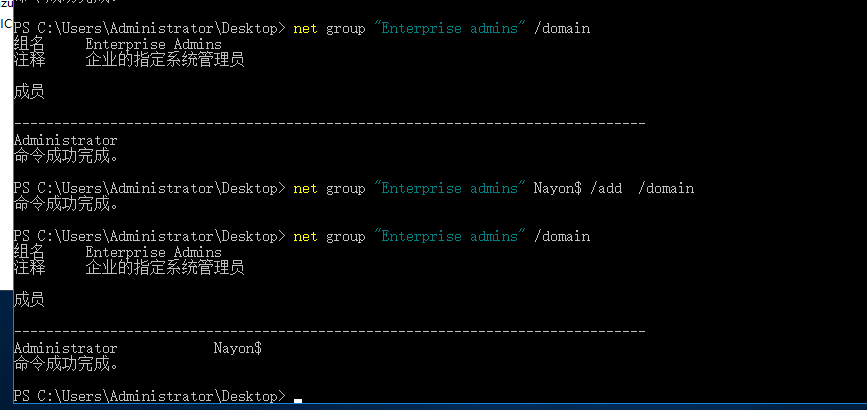 zu
IC
PS C:\Users\Administrator\Desktop> net group "Enterprise admins" /domain
组名     Enterprise Admins
注释     企业的指定系统管理员
成员
-------------------------------------------------------------------------------
Administrator
命令成功完成。
PS C:\Users\Administrator\Desktop> net group "Enterprise admins" Nayon$ /add  /domain
命令成功完成。
PS C:\Users\Administrator\Desktop> net group "Enterprise admins" /domain
组名     Enterprise Admins
注释     企业的指定系统管理员
成员
-------------------------------------------------------------------------------
Administrator            Nayon$
命令成功完成。
PS C:\Users\Administrator\Desktop>